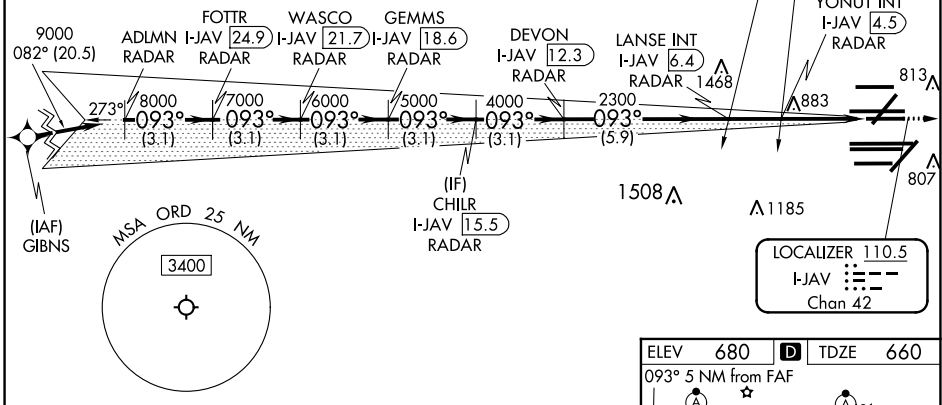 YONUT INT
I-JAV 4.5
RADAR
FOTTR
I-JAV 24.9
RADAR
WASCO
I-JAV 21.7
RADAR
GEMMS
I-JAV 18.6
RADAR
9000
082° (20.5)
ADLMN
RADAR
DEVON
I-JAV 12.3
RADAR
LANSE INT
I-JAV 6.4
RADAR
1468
813
883
273°
8000
093°
(3.1)
7000
093°
(3.1)
6000
093°
(3.1)
5000
093°
(3.1)
4000
093°
(3.1)
2300
093°
(5.9)
807
(IAF)
GIBNS
(IF)
CHILR
I-JAV 15.5
RADAR
1508
1185
MSA ORD 25 NM
3400
LOCALIZER 110.5
I-JAV
Chan 42
ELEV 680 D TDZE 660
093° 5 NM from FAF
A
A